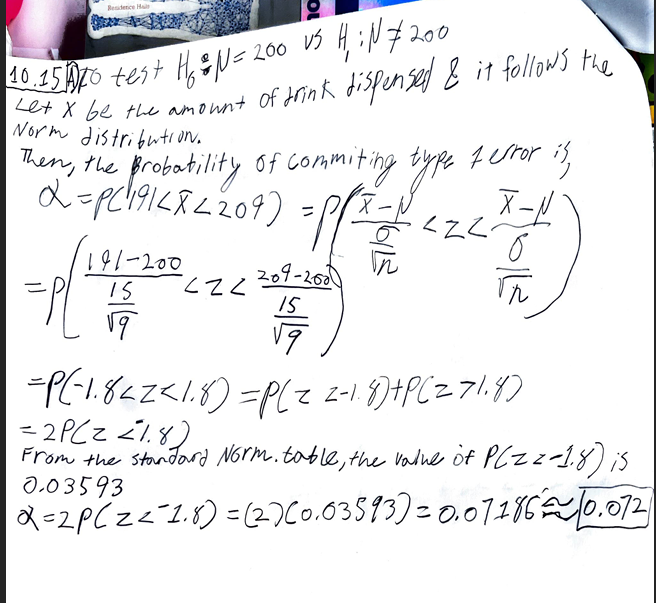 Residence Hall
10.15 A) To test H₀: N = 200 vs H₁: N ≠ 200
Let X be the amount of drink dispensed & it follows the
Norm distribution.
Then, the probability of commiting type 1 error is,
α = P(191 < X̄ < 209) = P( (X̄ - N) / (σ/√n) < Z < (X̄ - N) / (σ/√n) )
= P( (191-200) / (15/√9) < Z < (209-200) / (15/√9) )
= P(-1.8 < Z < 1.8) = P(Z < -1.8) + P(Z > 1.8)
= 2P(Z < -1.8)
From the standard Norm. table, the value of P(Z < -1.8) is
0.03593
α = 2P(Z < -1.8) = (2)(0.03593) = 0.07186 ≅ 0.072